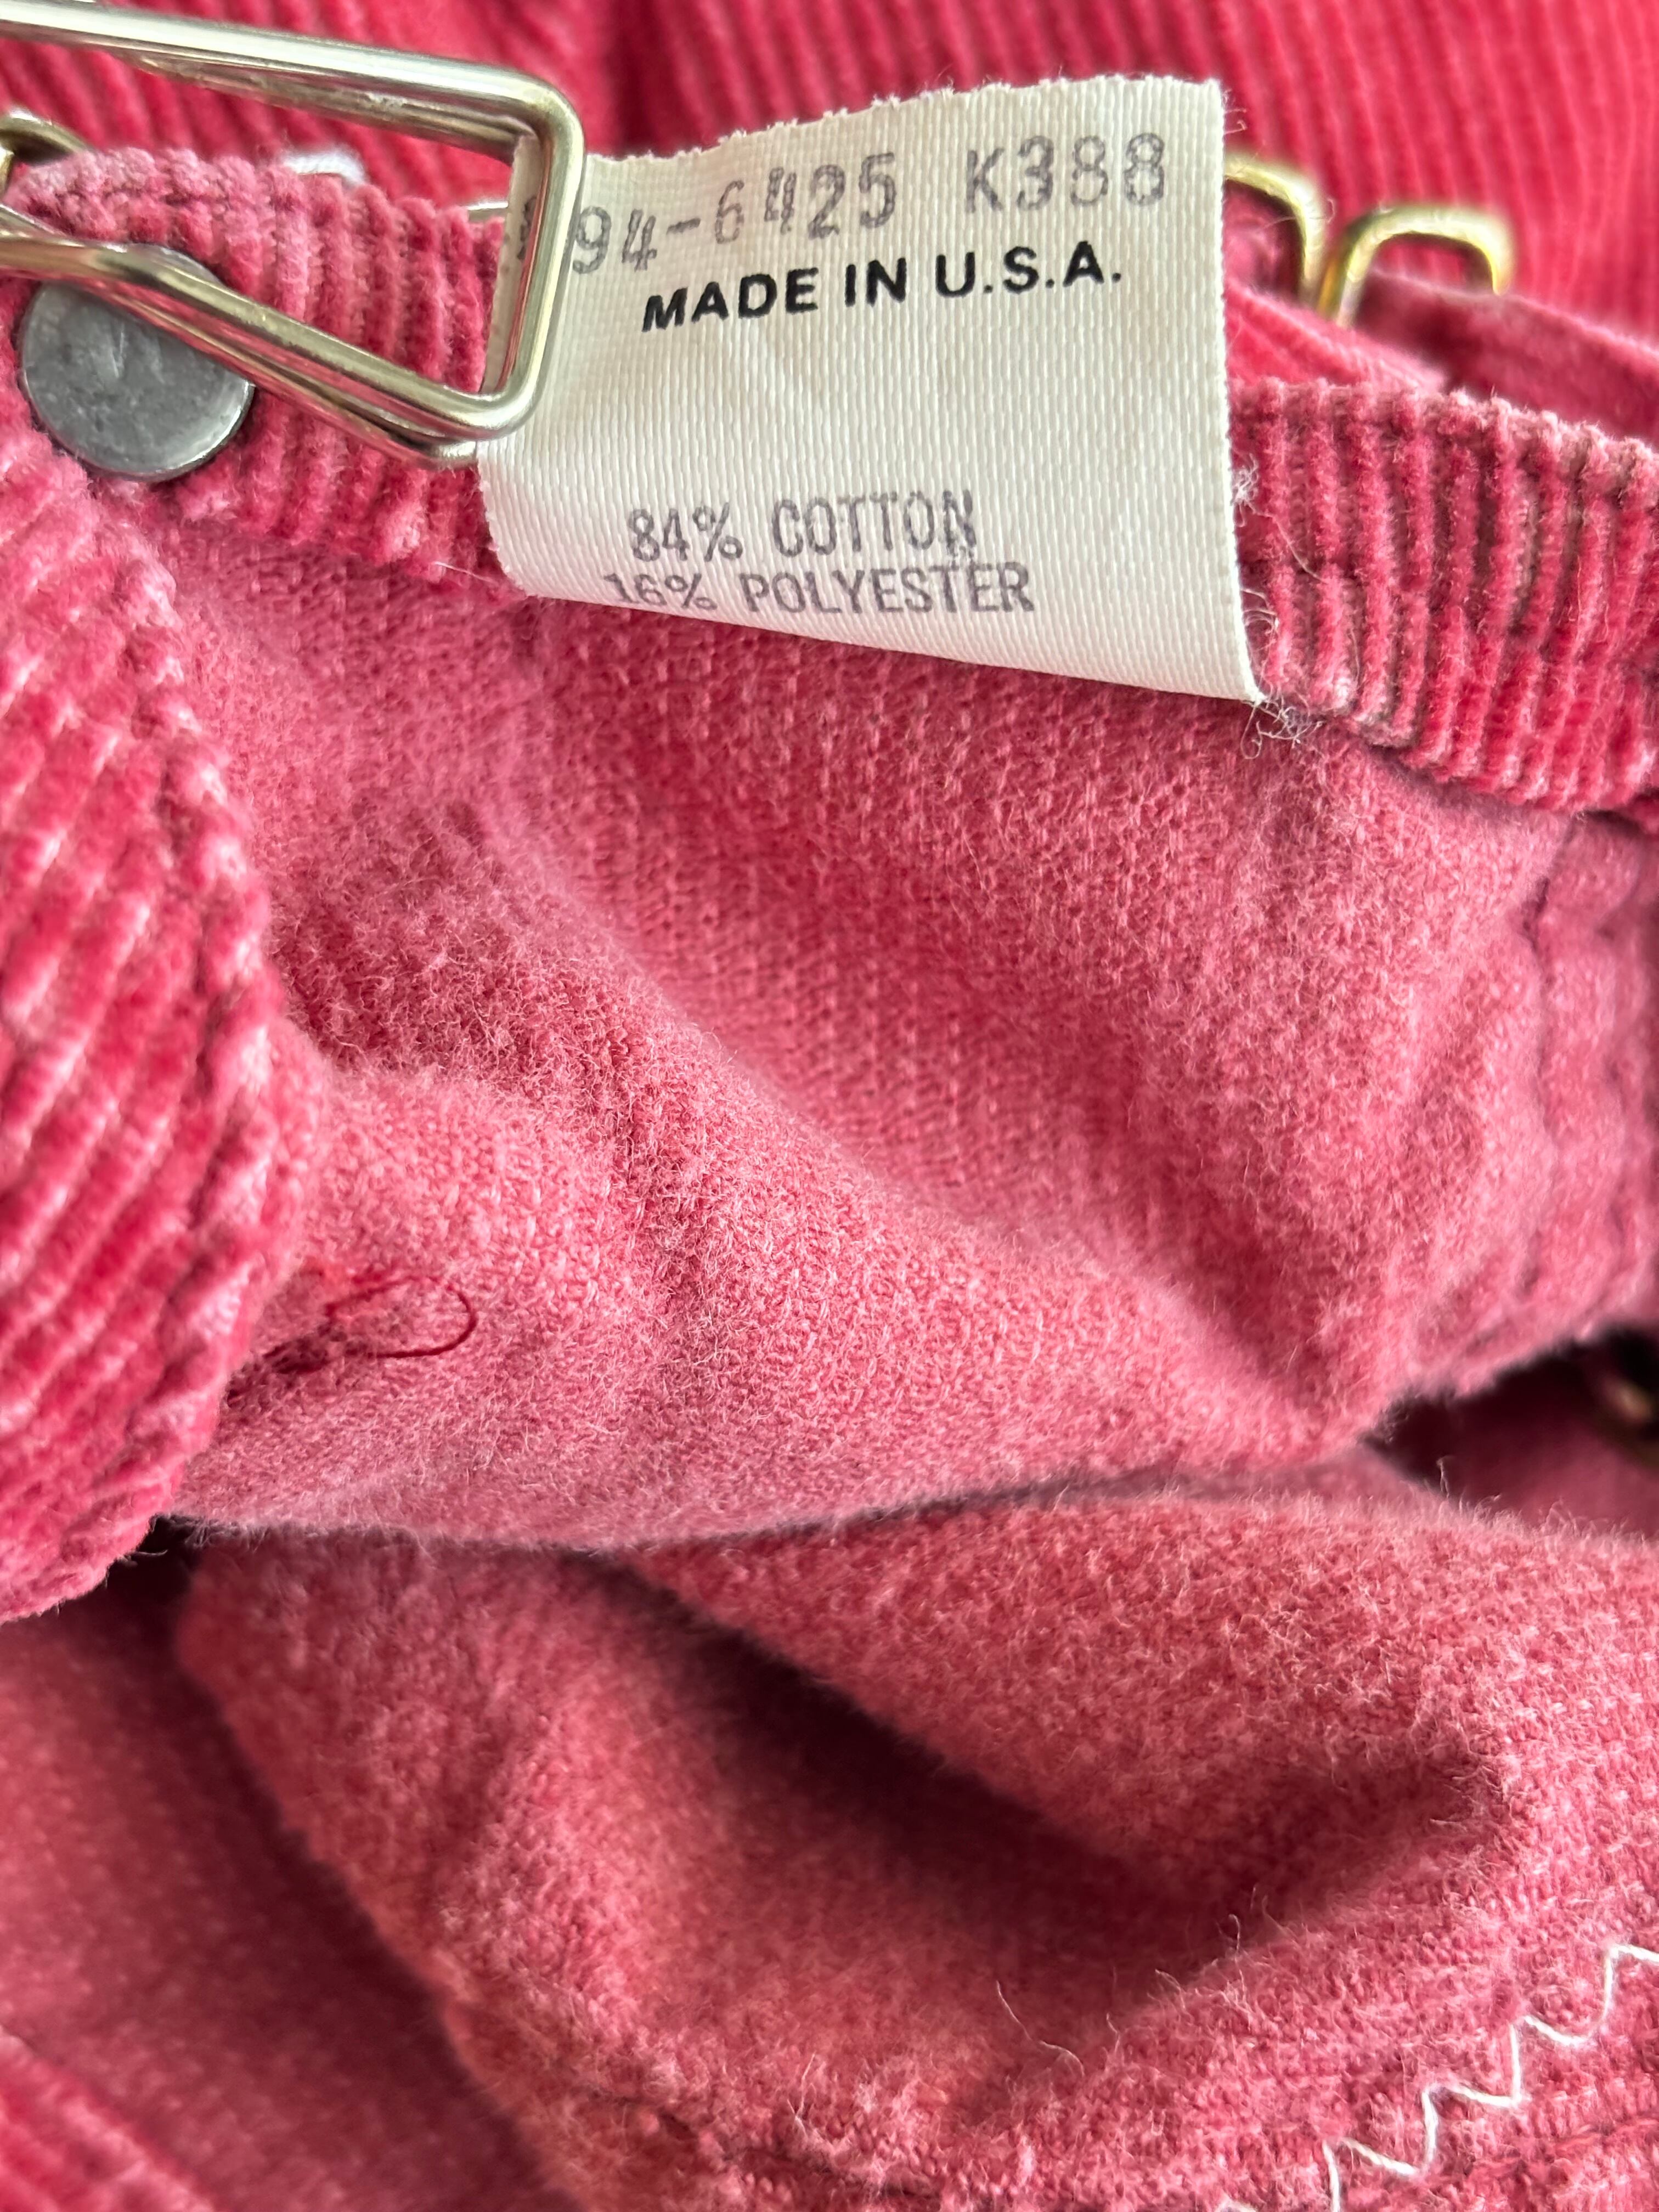 94-6425 K388
MADE IN U.S.A.
84% COTTON
16% POLYESTER